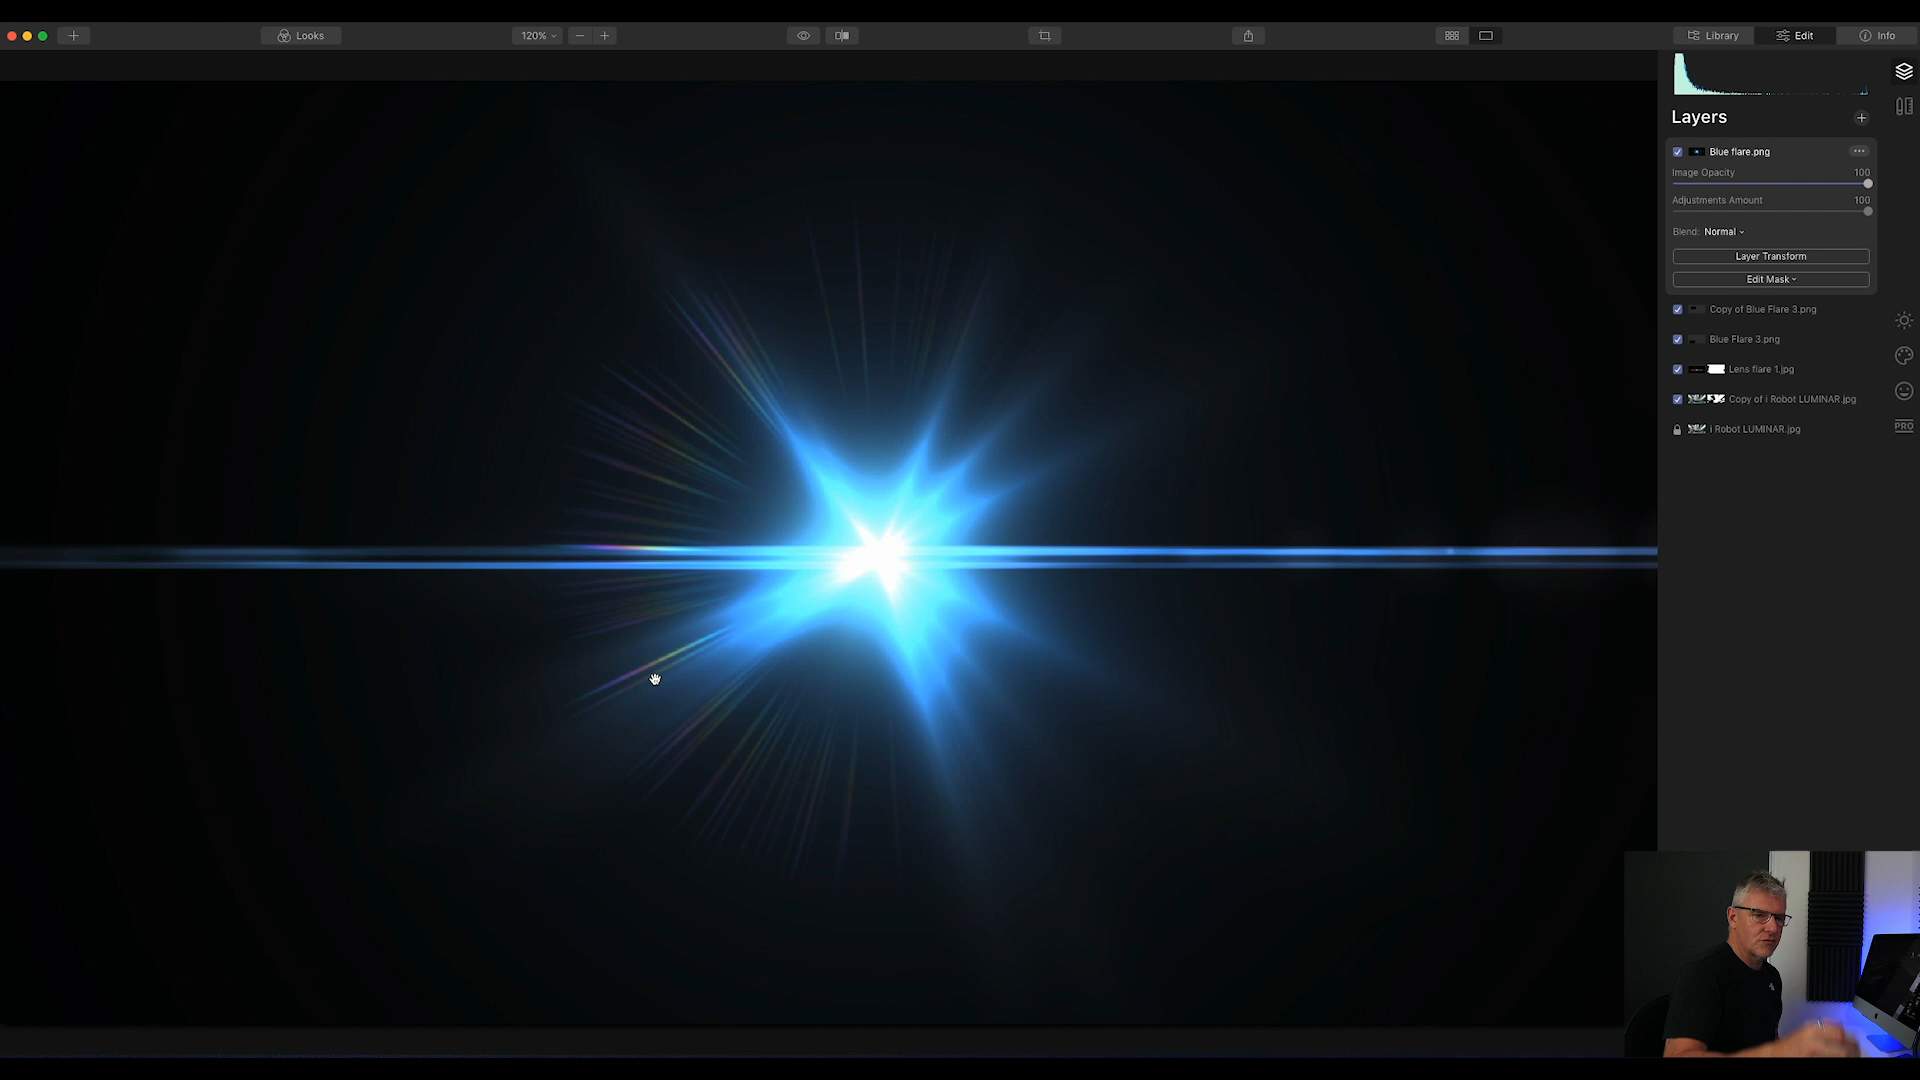 Looks
120%
Library
Edit
Info
Layers
Blue flare.png
Image Opacity
100
Adjustments Amount
100
Blend: Normal
Layer Transform
Edit Mask
Copy of Blue Flare 3.png
Blue Flare 3.png
Lens flare 1.jpg
Copy of i Robot LUMINAR.jpg
i Robot LUMINAR.jpg
PRO